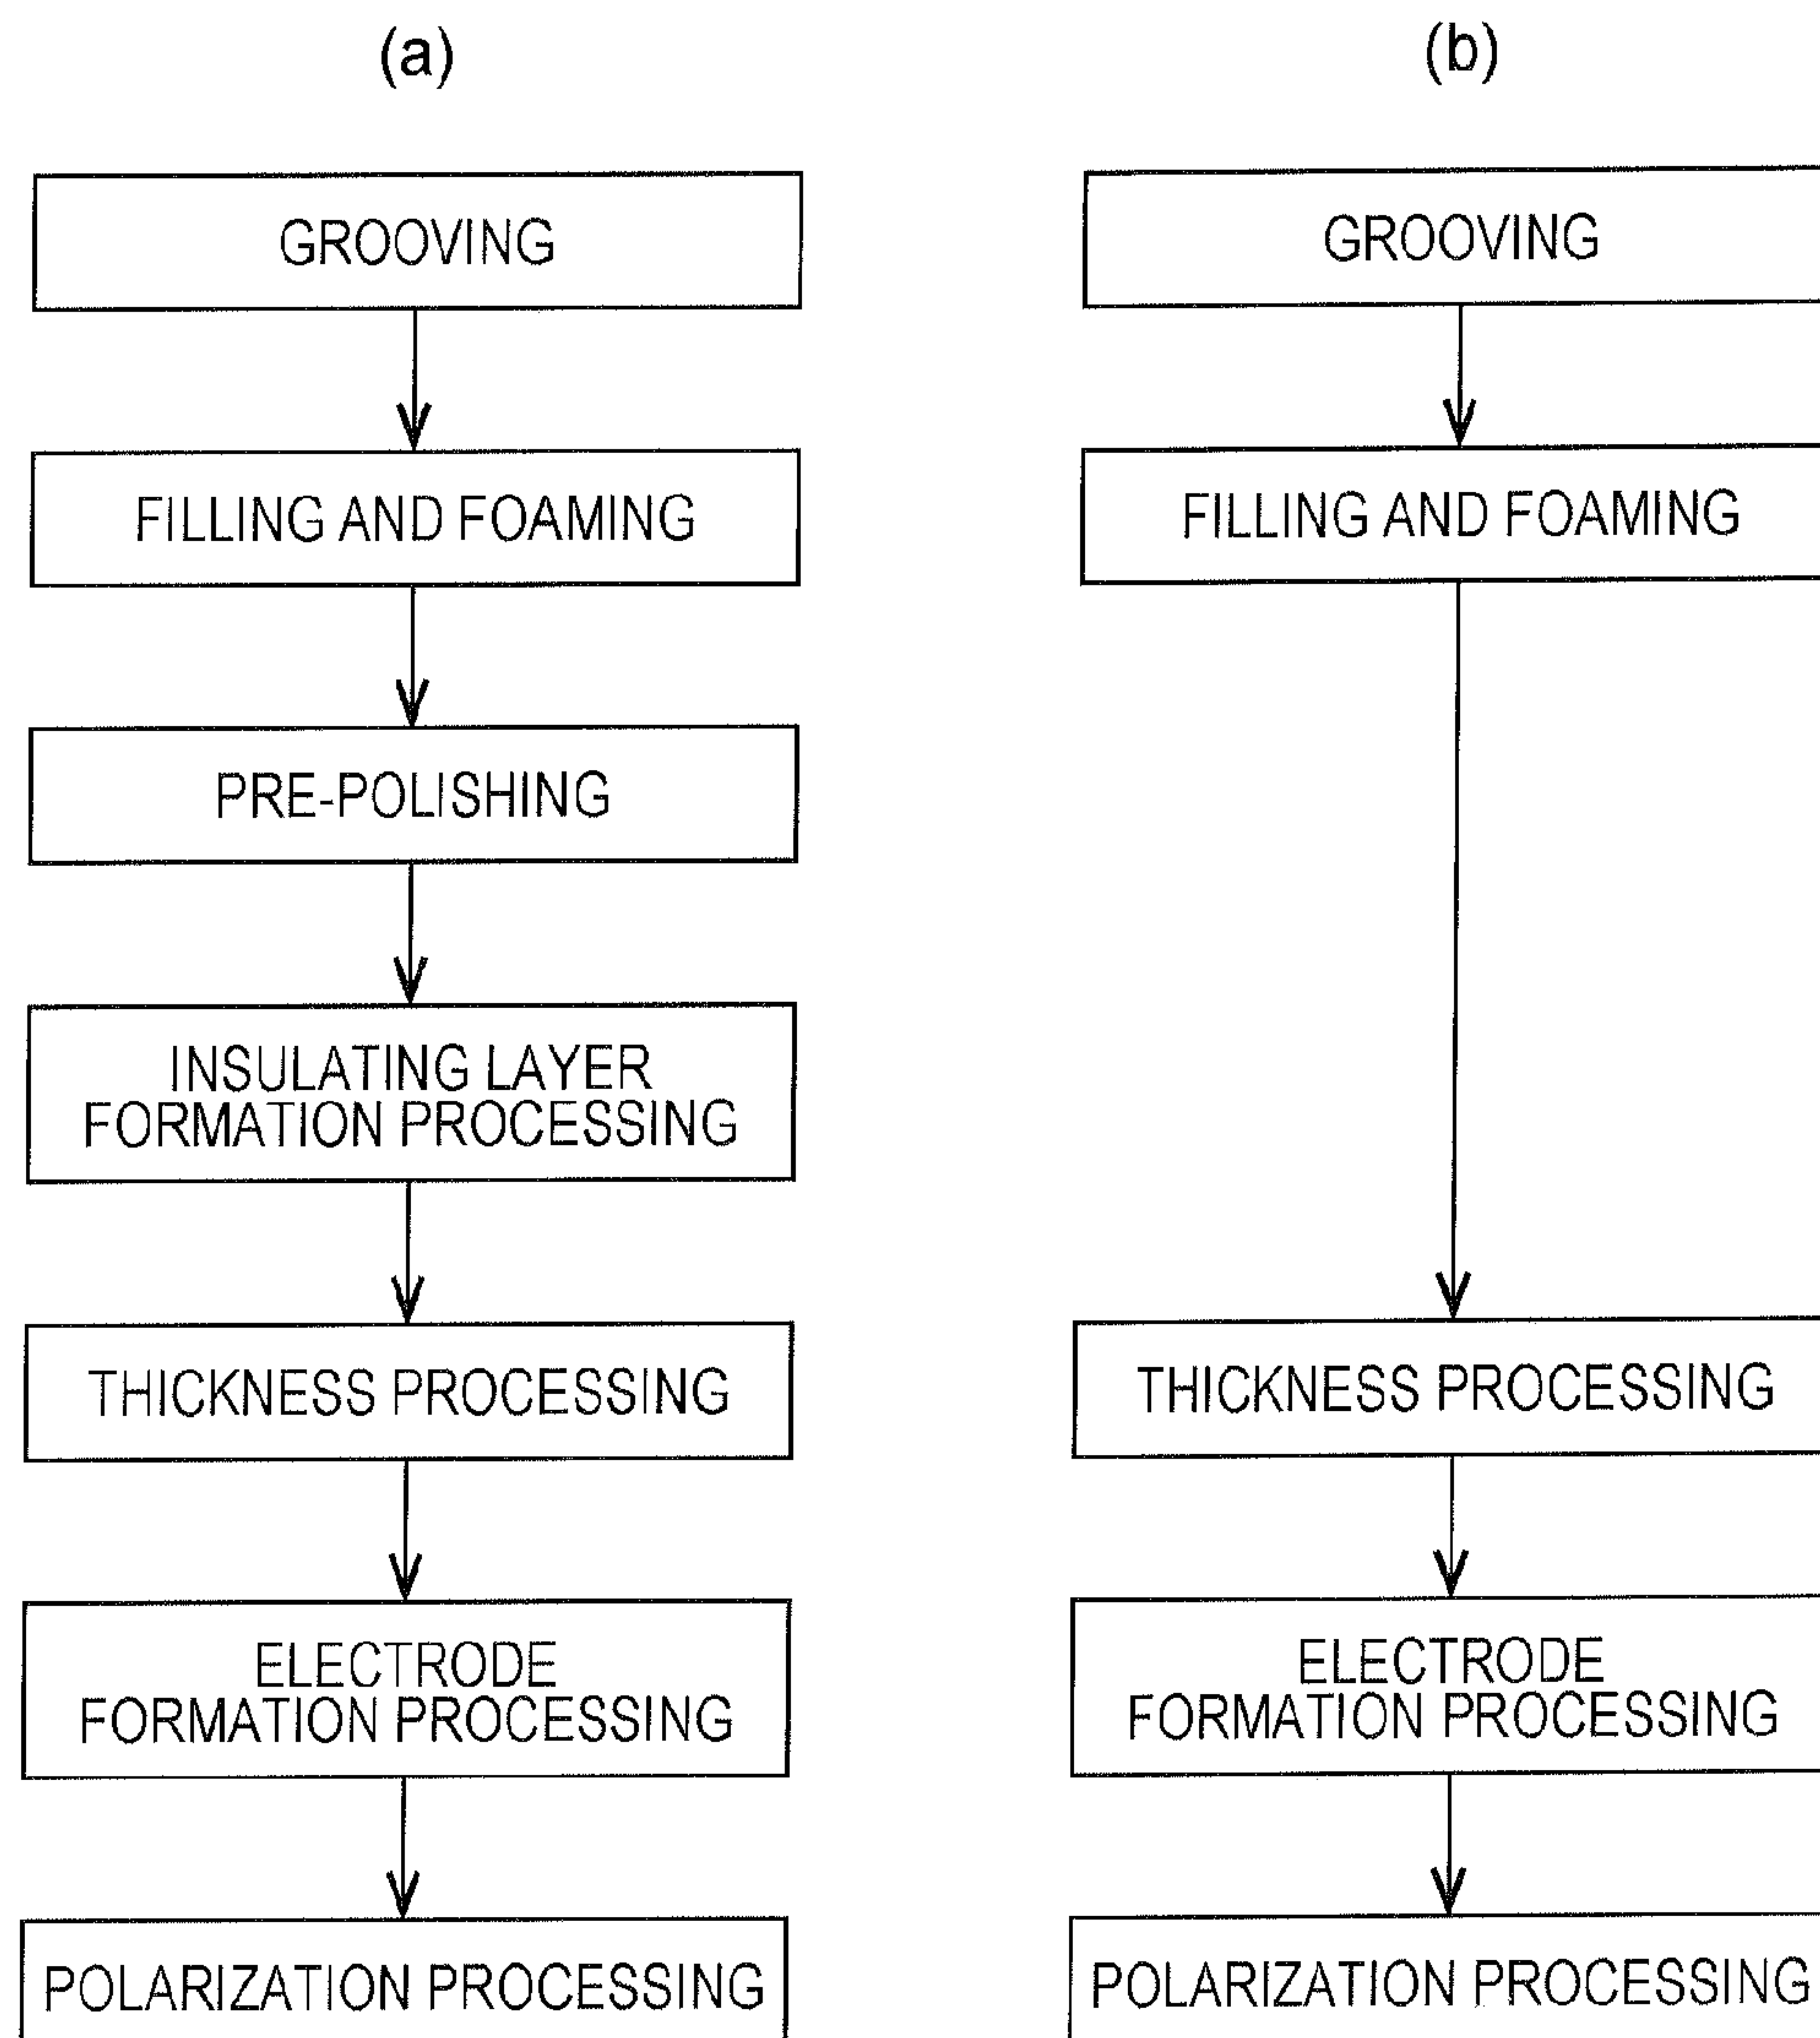 (a)
GROOVING
FILLING AND FOAMING
PRE-POLISHING
INSULATING LAYER
FORMATION PROCESSING
THICKNESS PROCESSING
ELECTRODE
FORMATION PROCESSING
POLARIZATION PROCESSING
(b)
GROOVING
FILLING AND FOAMING
THICKNESS PROCESSING
ELECTRODE
FORMATION PROCESSING
POLARIZATION PROCESSING